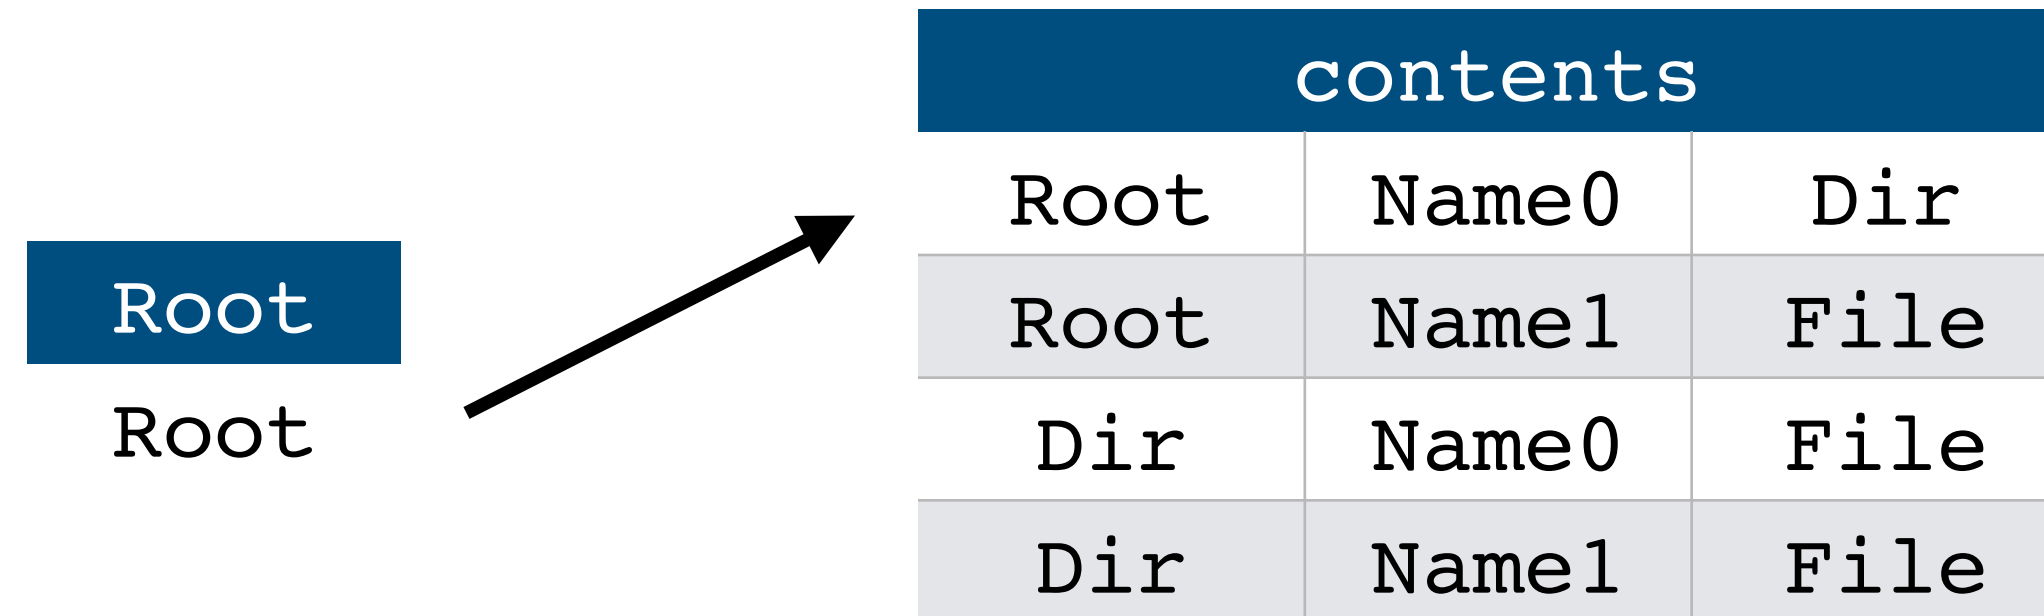 contents
Root Name0 Dir
Root
Root Name1 File
Root
Dir Name0 File
Dir Name1 File